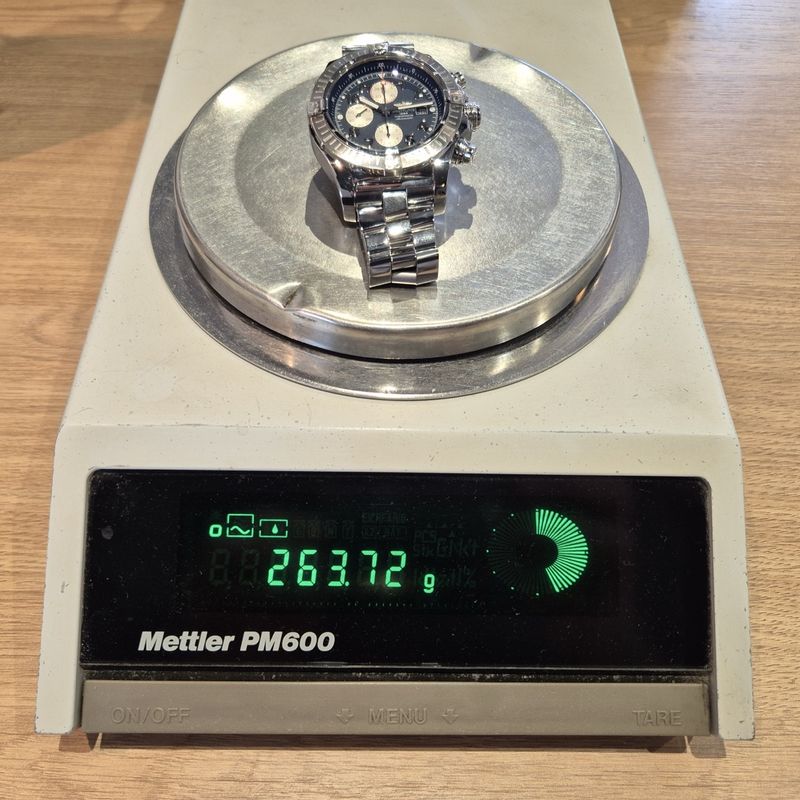 263.72 g
Mettler PM600
ON/OFF MENU TARE